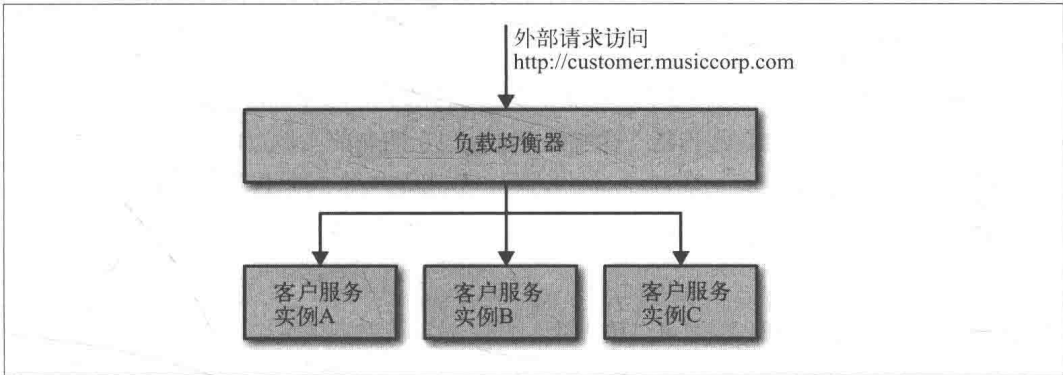 外部请求访问
http://customer.musiccorp.com
负载均衡器
客户服务
实例A
客户服务
实例B
客户服务
实例C